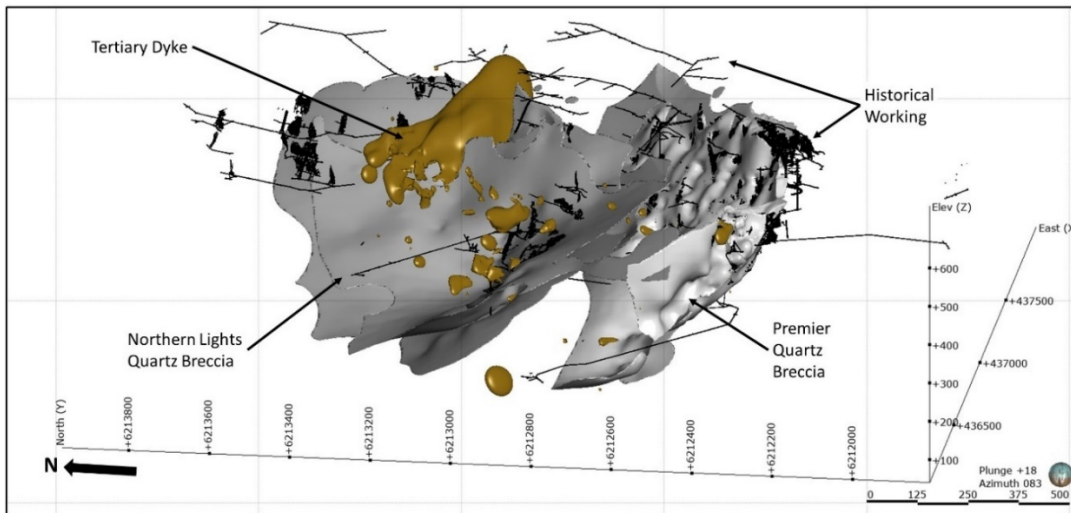 Tertiary Dyke
Historical
Working
Northern Lights
Quartz Breccia
Premier
Quartz
Breccia
Elev (Z)
+600
+500
+400
+300
+200
+100
East (X
+437500
+437000
+436500
North (Y)
+6213800
+6213600
+6213400
+6213200
+6213000
+6212800
+6212600
+6212400
+6212200
+6212000
N
Plunge +18
Azimuth 083
0 125 250 375 500